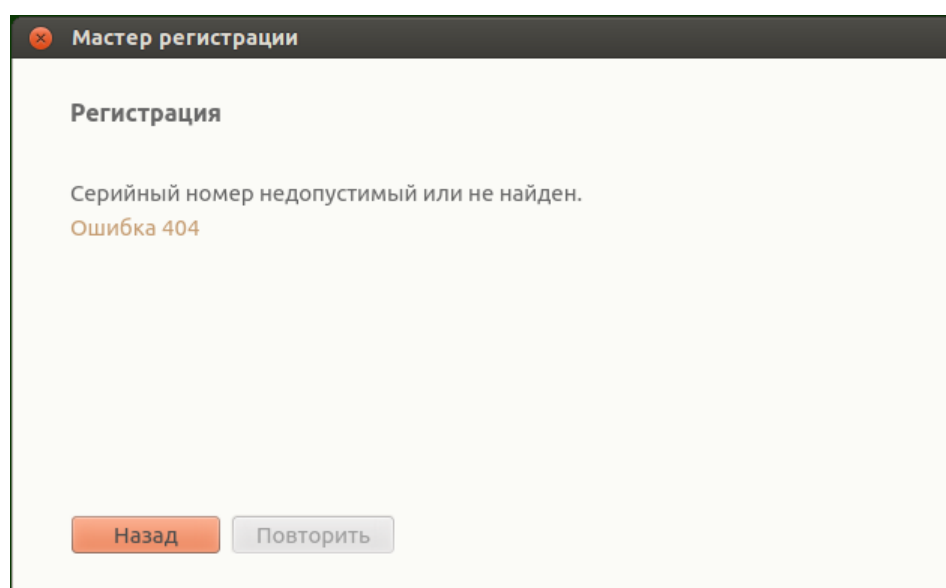 Мастер регистрации
Регистрация
Серийный номер недопустимый или не найден.
Ошибка 404
Назад
Повторить